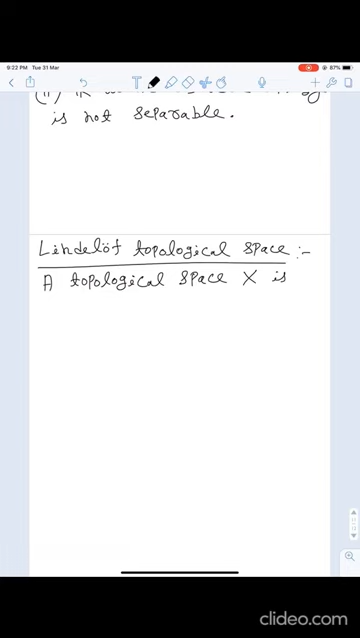 9:22 PM Tue 31 Mar
87%
is not separable.
Lindelöf topological space :-
A topological space X is
clideo.com